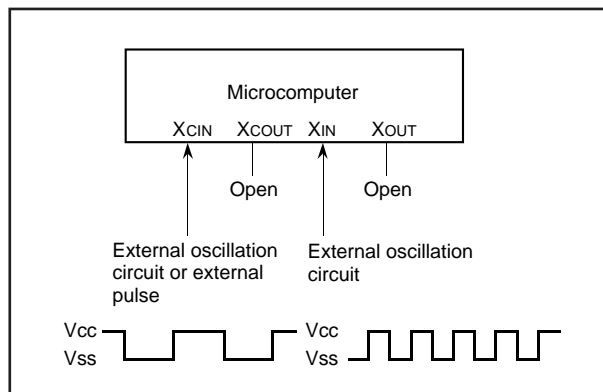 Microcomputer
XCIN XCOUT XIN XOUT
Open Open
External oscillation
circuit or external
pulse
External oscillation
circuit
Vcc
Vss
Vcc
Vss